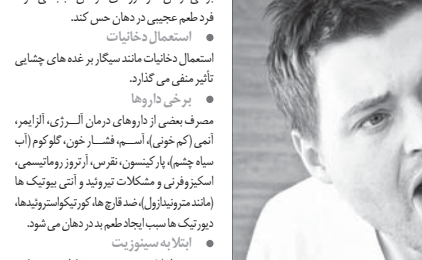 فرد طعم عجیبی در دهان حس کند.
● استعمال دخانیات
استعمال دخانیات مانند سیگار بر غده های چشایی
تأثیر منفی می گذارد.
● برخی داروها
مصرف بعضی از داروهای درمان آلـــرژی، آلزایمر،
آنمی (کم خونی)، آســـم، فشـــار خون، گلوکوم (آب
سیاه چشم)، پارکینسون، نقرس، آرتروز روماتیسمی،
اسکیزوفرنی و مشکلات تیروئید و آنتی بیوتیک ها
(مانند مترونیدازول)، ضد قارچ ها، کورتیکواستروئیدها،
دیورتیک ها سبب ایجاد طعم بد در دهان می شود.
● ابتلا به سینوزیت